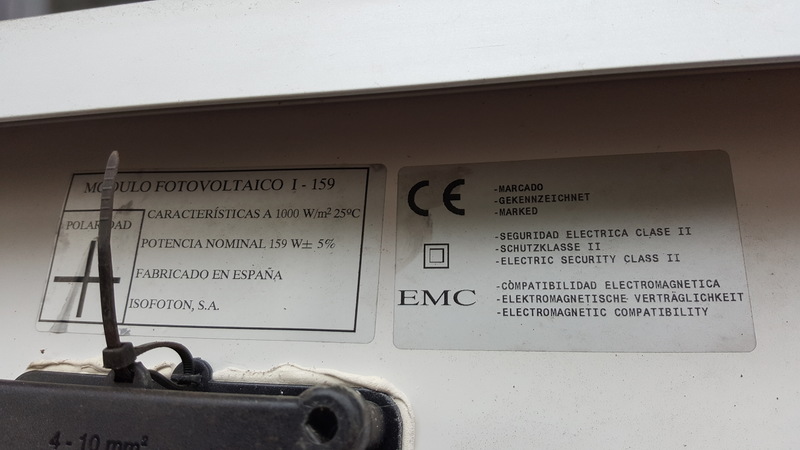 MODULO FOTOVOLTAICO I - 159
POLARIDAD
CARACTERÍSTICAS A 1000 W/m² 25ºC
POTENCIA NOMINAL 159 W± 5%
FABRICADO EN ESPAÑA
ISOFOTON, S.A.
CE
-MARCADO
-GEKENNZEICHNET
-MARKED
-SEGURIDAD ELECTRICA CLASE II
-SCHUTZKLASSE II
-ELECTRIC SECURITY CLASS II
EMC
-COMPATIBILIDAD ELECTROMAGNETICA
-ELEKTROMAGNETISCHE VERTRÄGLICHKEIT
-ELECTROMAGNETIC COMPATIBILITY
4 - 10 mm²